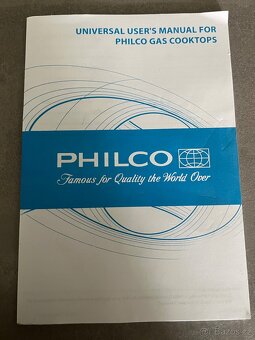 UNIVERSAL USER'S MANUAL FOR
PHILCO GAS COOKTOPS
PHILCO
Famous for Quality the World Over